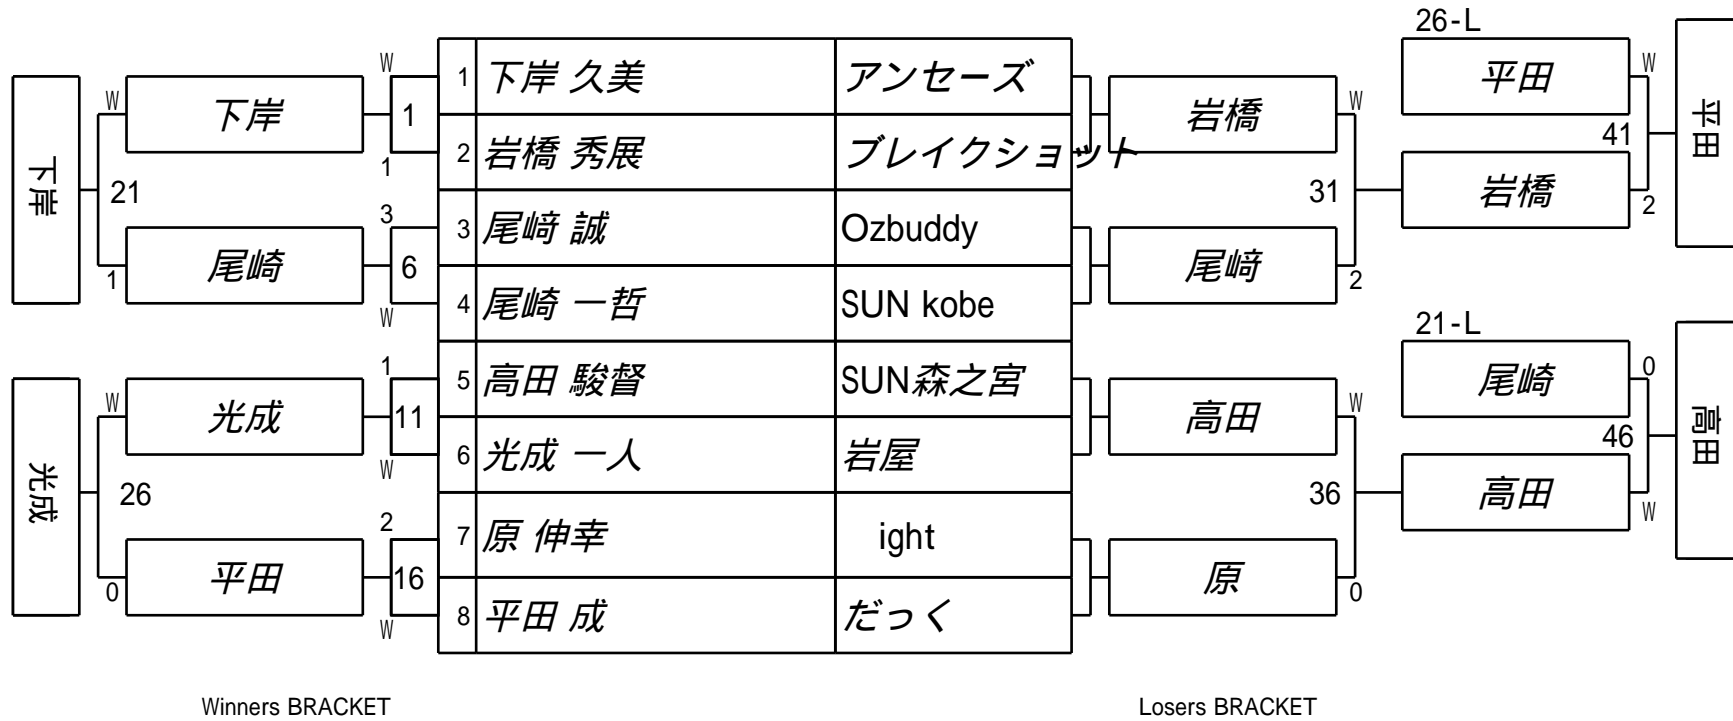 26-L
W
1 下岸 久美 アンセーズ
平田
W
W
下岸
1
岩橋
W
41
平田
1
2 岩橋 秀展 ブレイクショット
岩橋
2
下岸
21
31
3
3 尾﨑 誠 Ozbuddy
尾崎
6
尾﨑
1
2
W
4 尾崎 一哲 SUN kobe
21-L
1
5 高田 駿督 SUN森之宮
尾崎
0
W
光成
11
高田
W
46
高田
W
6 光成 一人 岩屋
高田
W
光成
26
36
2
7 原 伸幸 ight
平田
16
原
0
0
W
8 平田 成 だっく
Winners BRACKET
Losers BRACKET